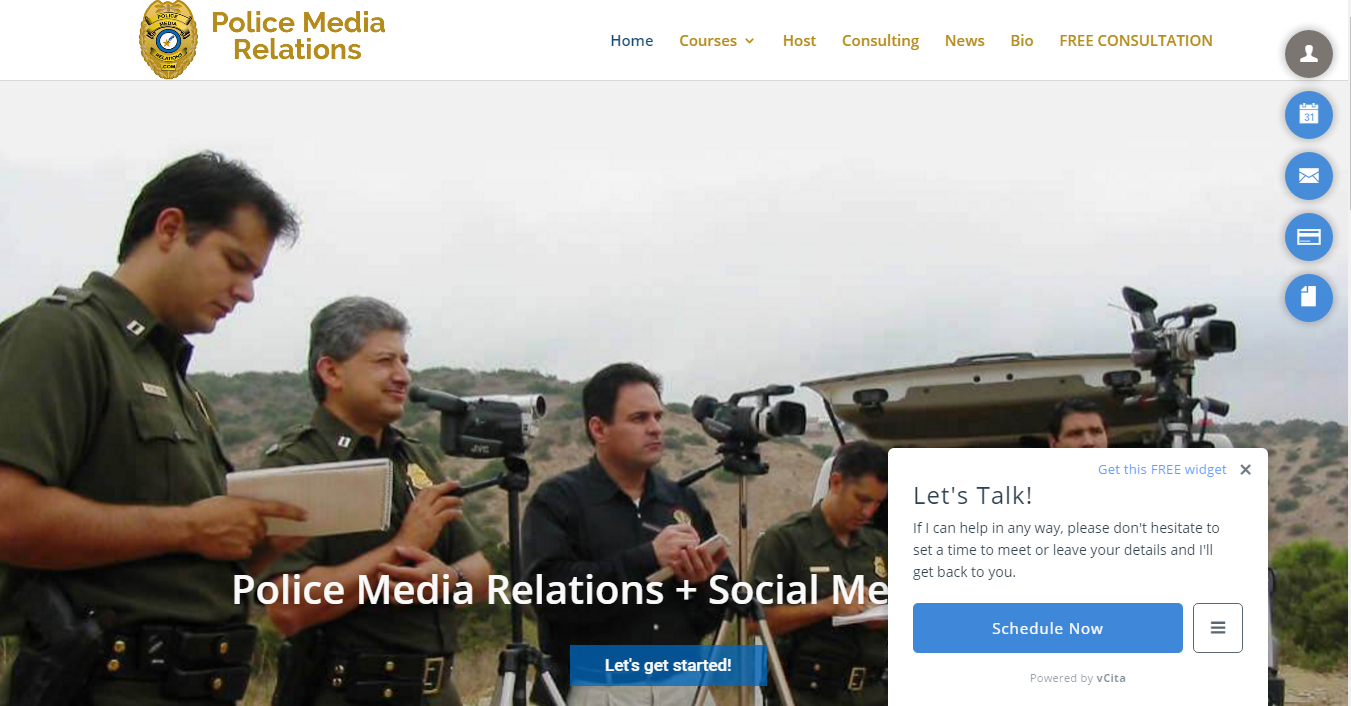 POLICE
MEDIA
RELATIONS
.COM
Police Media
Relations
Home
Courses
Host
Consulting
News
Bio
FREE CONSULTATION
31
JVC
Get this FREE widget
Let's Talk!
If I can help in any way, please don't hesitate to
set a time to meet or leave your details and I'll
get back to you.
Police Media Relations + Social Me
Schedule Now
Let's get started!
Powered by vCita